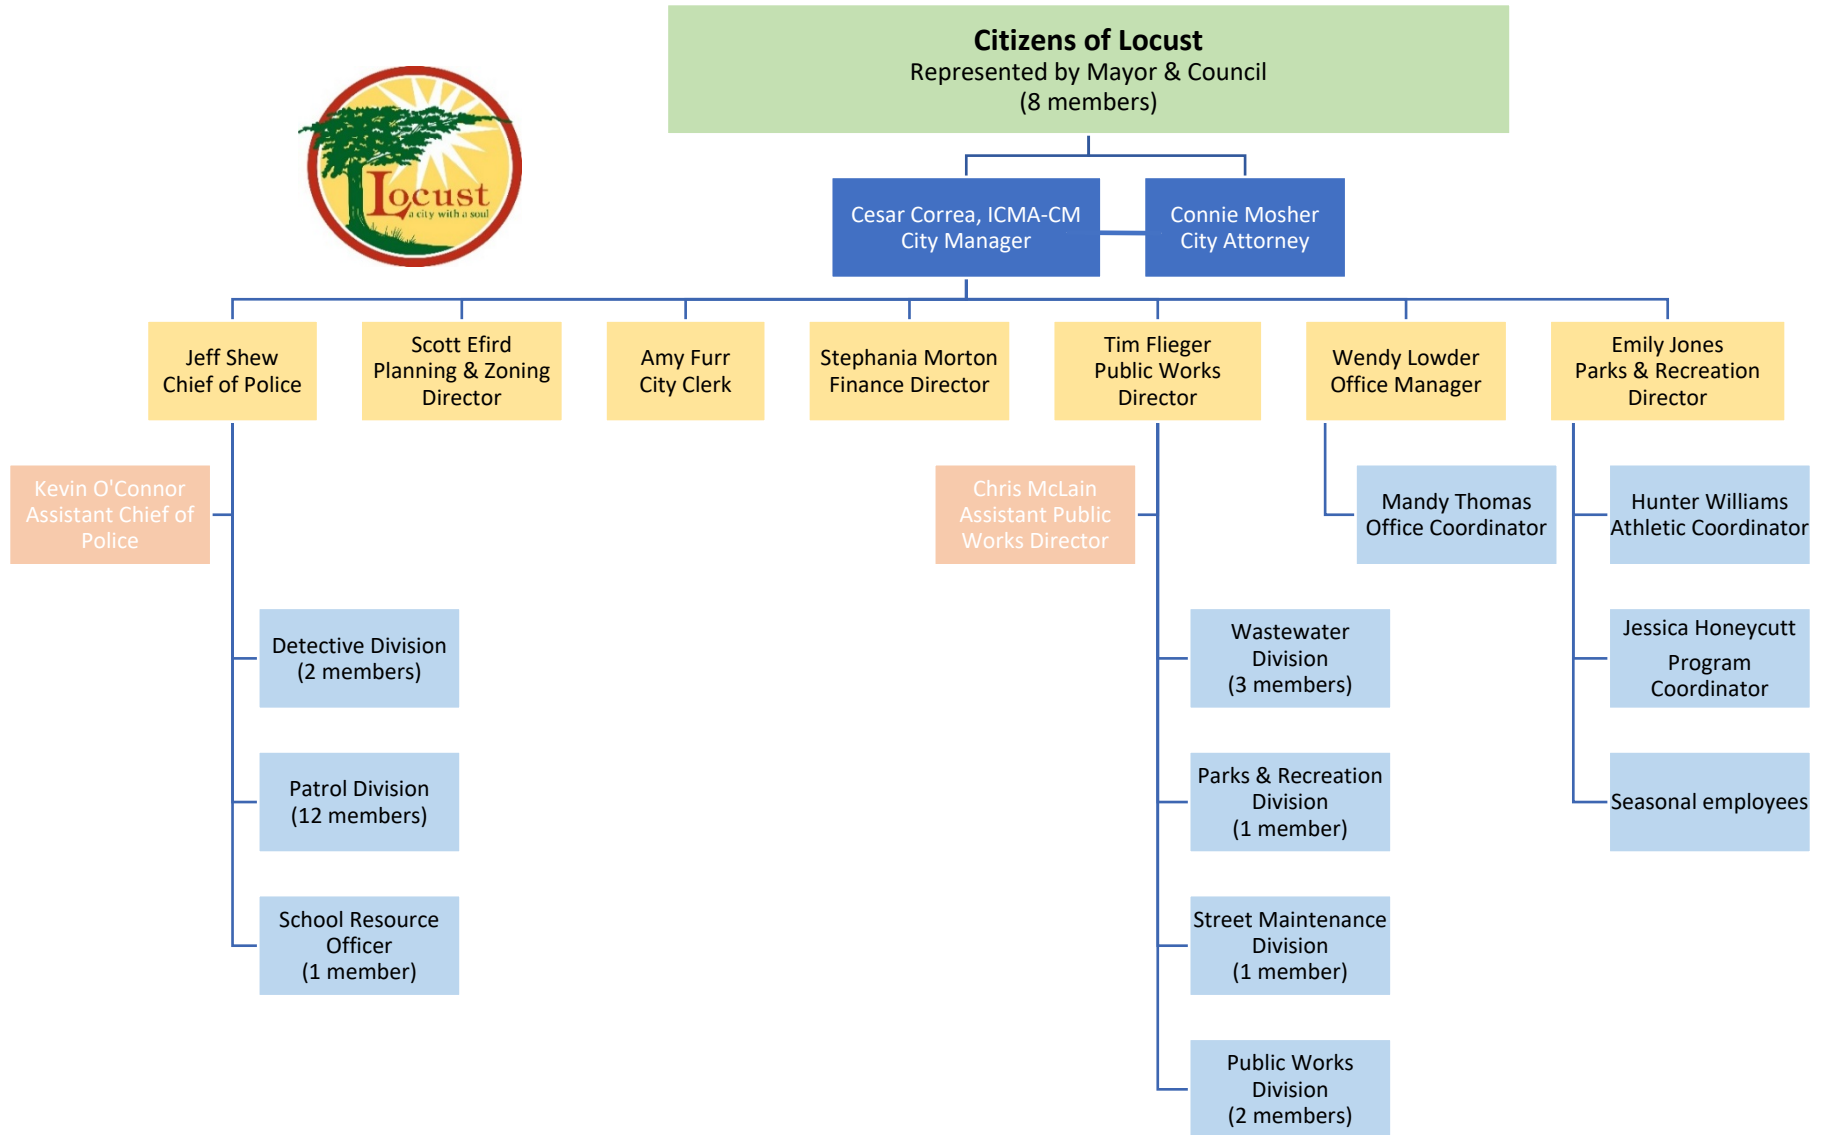 Citizens of Locust
Represented by Mayor & Council
(8 members)
Locust
a city with a soul
Cesar Correa, ICMA-CM
City Manager
Connie Mosher
City Attorney
Jeff Shew
Chief of Police
Scott Efird
Planning & Zoning
Director
Amy Furr
City Clerk
Stephania Morton
Finance Director
Tim Flieger
Public Works
Director
Wendy Lowder
Office Manager
Emily Jones
Parks & Recreation
Director
Kevin O'Connor
Assistant Chief of
Police
Chris McLain
Assistant Public
Works Director
Mandy Thomas
Office Coordinator
Hunter Williams
Athletic Coordinator
Detective Division
(2 members)
Wastewater
Division
(3 members)
Jessica Honeycutt
Program
Coordinator
Patrol Division
(12 members)
Parks & Recreation
Division
(1 member)
Seasonal employees
School Resource
Officer
(1 member)
Street Maintenance
Division
(1 member)
Public Works
Division
(2 members)